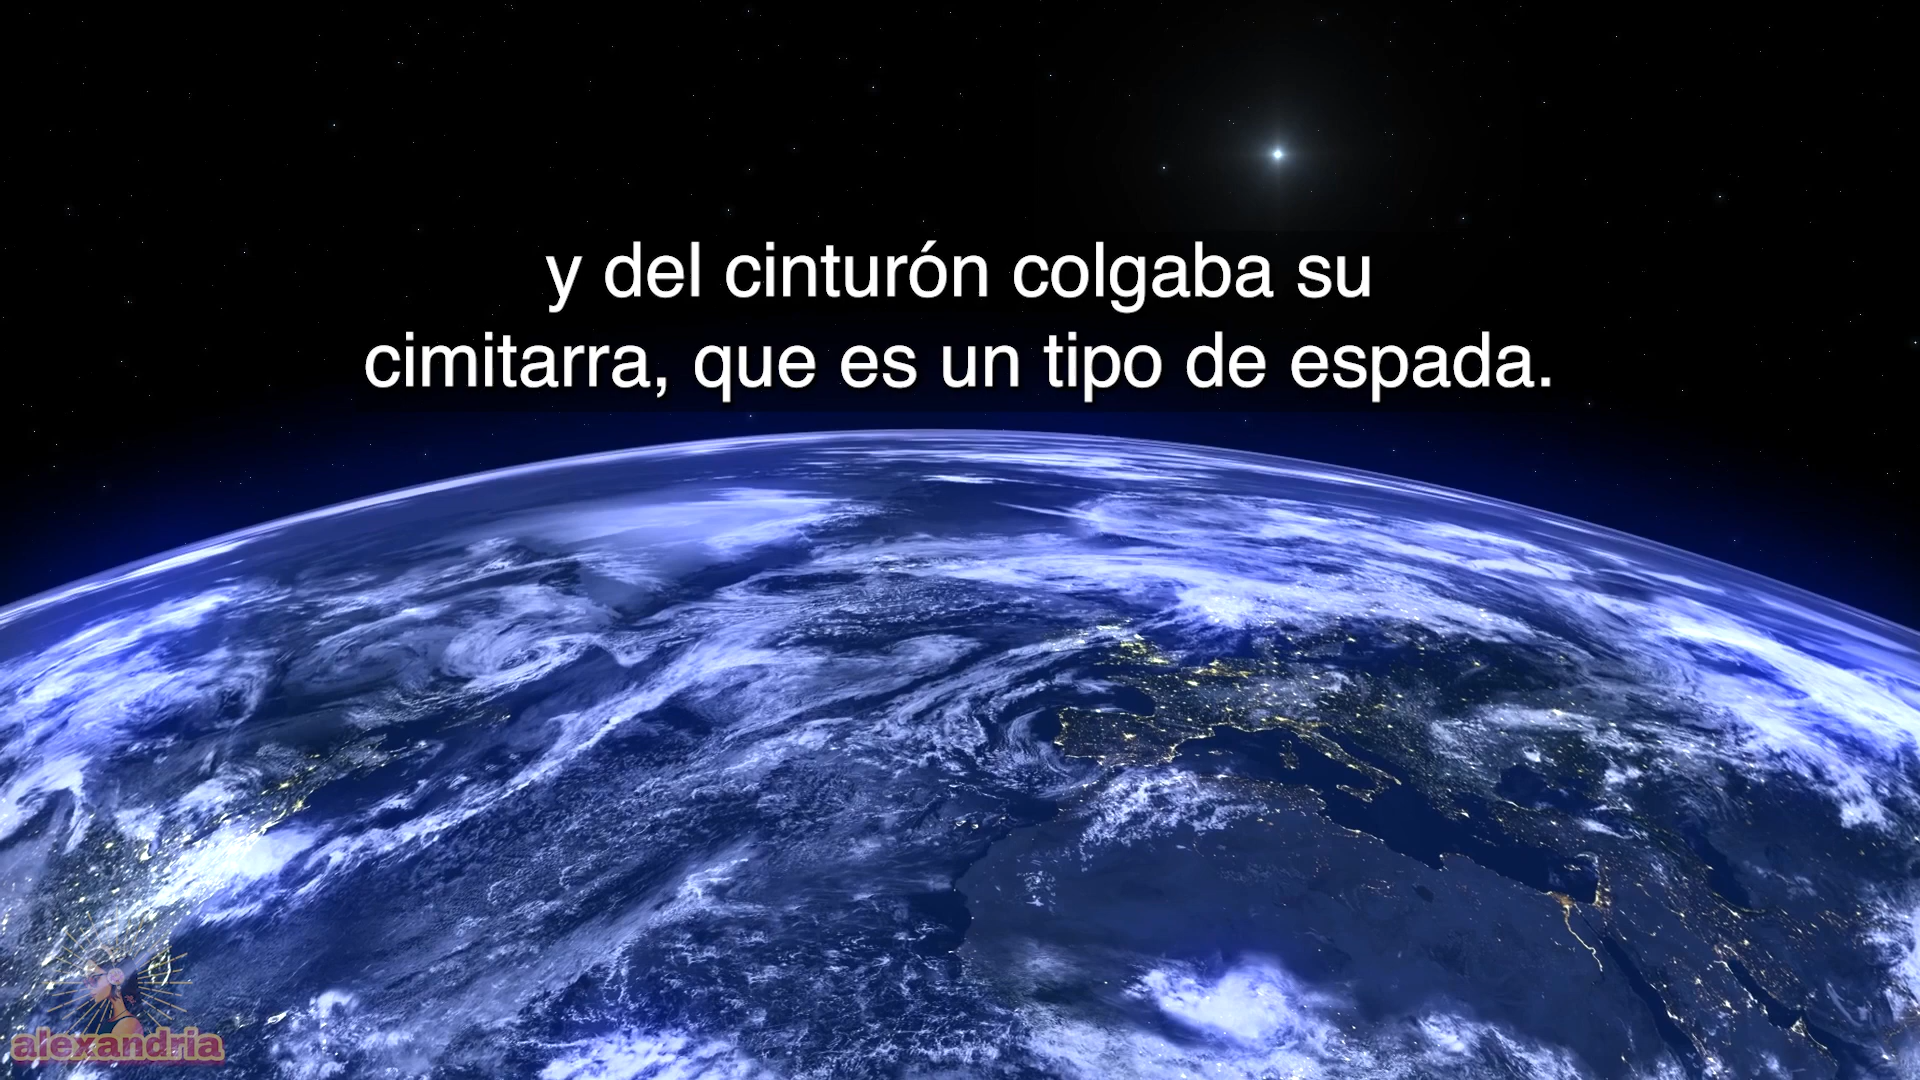 y del cinturón colgaba su
cimitarra, que es un tipo de espada.
alexandria